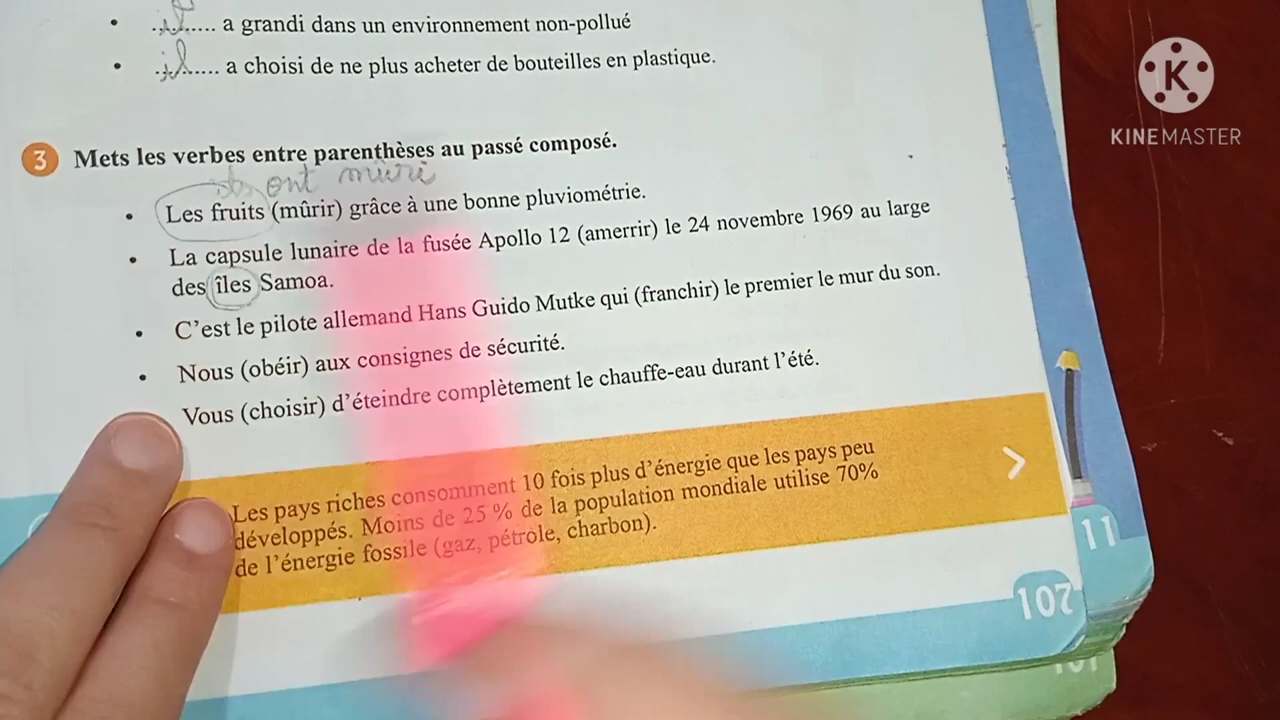 il ...... a grandi dans un environnement non-pollué
il ...... a choisi de ne plus acheter de bouteilles en plastique.
KINEMASTER
3 Mets les verbes entre parenthèses au passé composé.
ils ont mûri
• Les fruits (mûrir) grâce à une bonne pluviométrie.
• La capsule lunaire de la fusée Apollo 12 (amerrir) le 24 novembre 1969 au large
des îles Samoa.
• C'est le pilote allemand Hans Guido Mutke qui (franchir) le premier le mur du son.
• Nous (obéir) aux consignes de sécurité.
Vous (choisir) d'éteindre complètement le chauffe-eau durant l'été.
Les pays riches consomment 10 fois plus d'énergie que les pays peu
développés. Moins de 25 % de la population mondiale utilise 70%
de l'énergie fossile (gaz, pétrole, charbon).
11
107